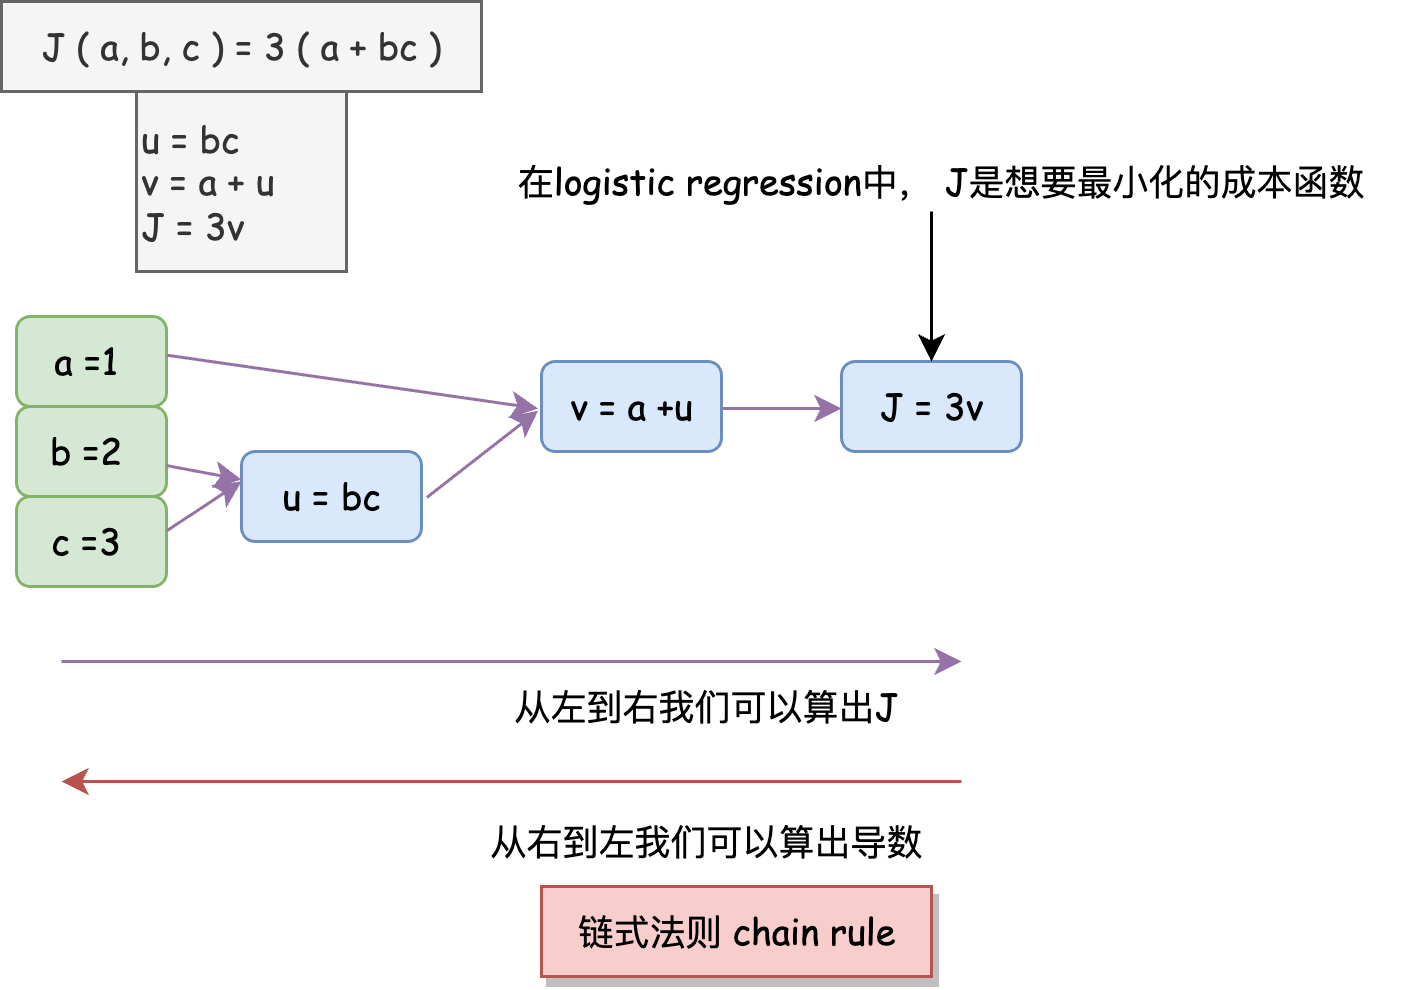 J ( a, b, c ) = 3 ( a + bc )
u = bc
v = a + u
J = 3v
在logistic regression中， J是想要最小化的成本函数
a =1
b =2
c =3
u = bc
v = a +u
J = 3v
从左到右我们可以算出J
从右到左我们可以算出导数
链式法则 chain rule